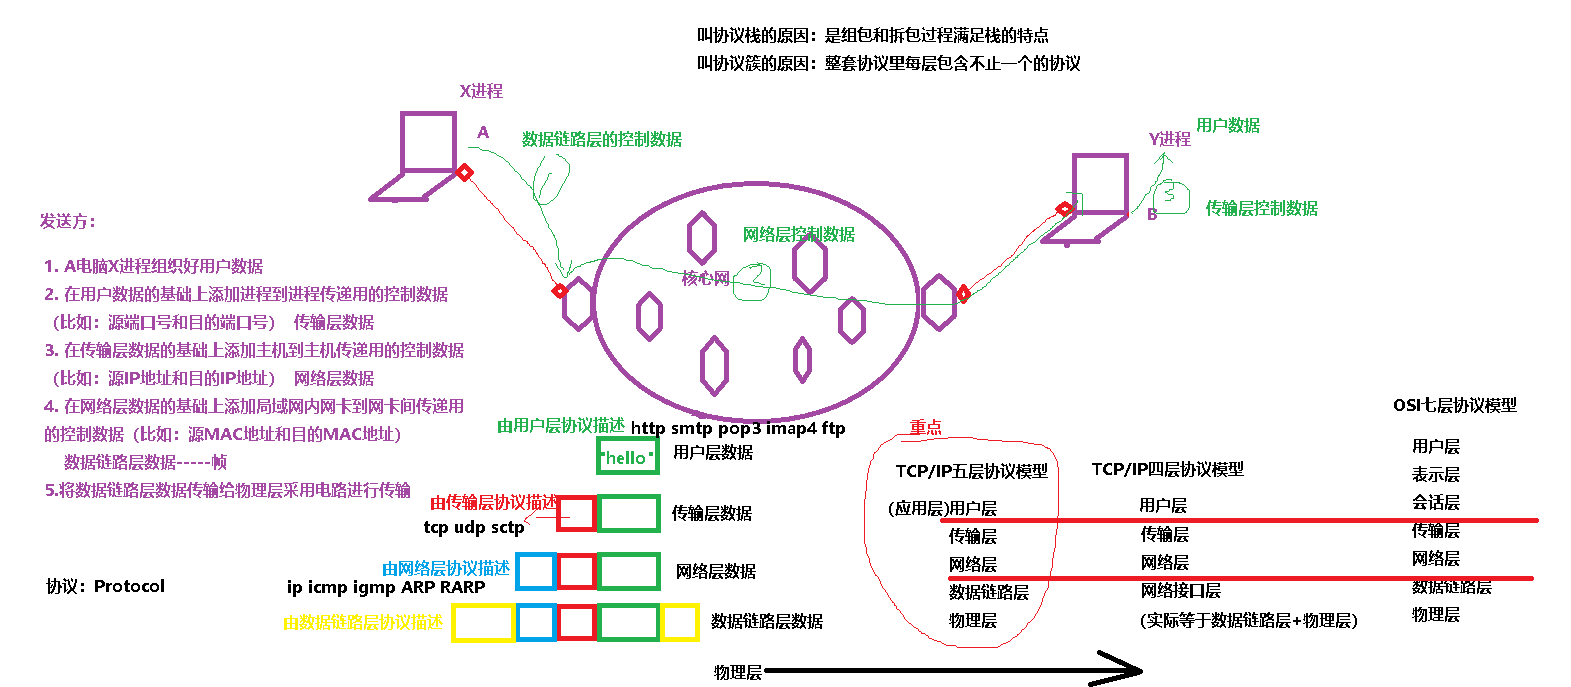 叫协议栈的原因：是组包和拆包过程满足栈的特点
叫协议簇的原因：整套协议里每层包含不止一个的协议
X进程
A
数据链路层的控制数据
1
用户数据
Y进程
3
B
传输层控制数据
网络层控制数据
核心网
2
发送方：
1. A电脑X进程组织好用户数据
2. 在用户数据的基础上添加进程到进程传递用的控制数据
（比如：源端口号和目的端口号） 传输层数据
3. 在传输层数据的基础上添加主机到主机传递用的控制数据
（比如：源IP地址和目的IP地址） 网络层数据
4. 在网络层数据的基础上添加局域网内网卡到网卡间传递用
的控制数据（比如：源MAC地址和目的MAC地址）
数据链路层数据-----帧
5.将数据链路层数据传输给物理层采用电路进行传输
协议：Protocol
由用户层协议描述 http smtp pop3 imap4 ftp
"hello" 用户层数据
由传输层协议描述
tcp udp sctp
传输层数据
由网络层协议描述
ip icmp igmp ARP RARP
网络层数据
由数据链路层协议描述
数据链路层数据
物理层
重点
TCP/IP五层协议模型
(应用层)用户层
传输层
网络层
数据链路层
物理层
TCP/IP四层协议模型
用户层
传输层
网络层
网络接口层
(实际等于数据链路层+物理层)
OSI七层协议模型
用户层
表示层
会话层
传输层
网络层
数据链路层
物理层